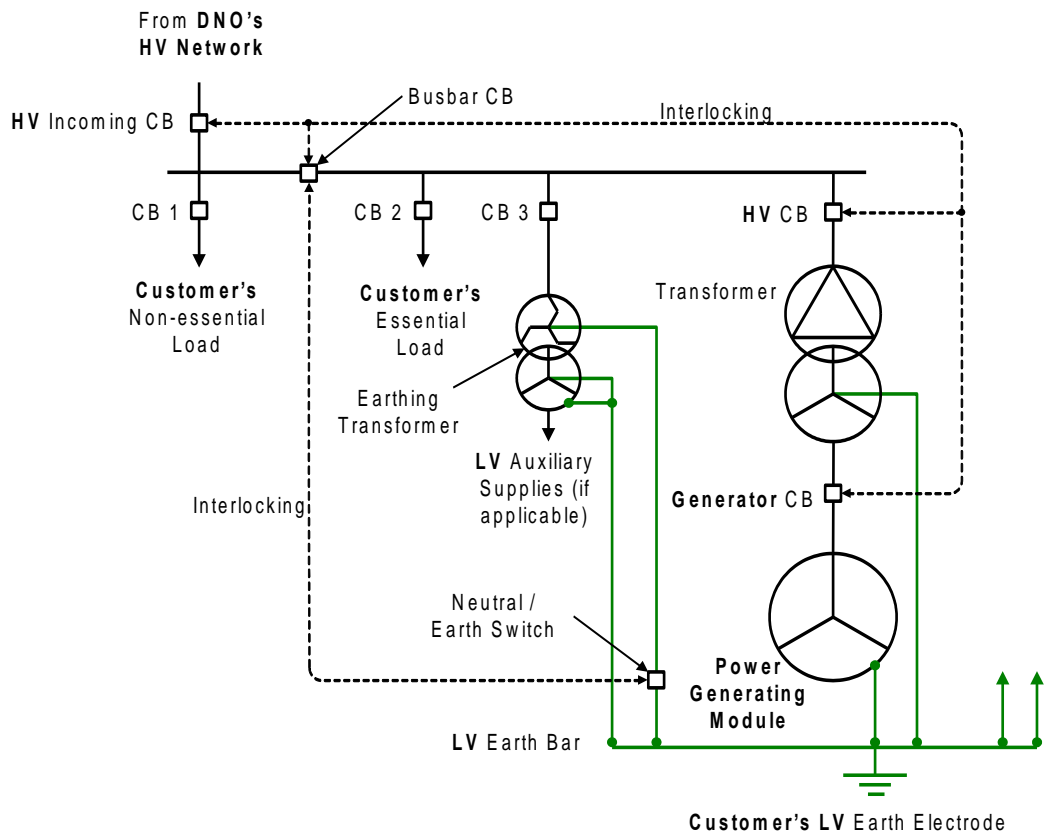 From DNO's
HV Network
Busbar CB
HV Incoming CB
Interlocking
CB 1
CB 2
CB 3
HV CB
Customer's
Non-essential
Load
Customer's
Essential
Load
Transformer
Earthing
Transformer
LV Auxiliary
Supplies (if
applicable)
Interlocking
Generator CB
Neutral /
Earth Switch
Power
Generating
Module
LV Earth Bar
Customer's LV Earth Electrode